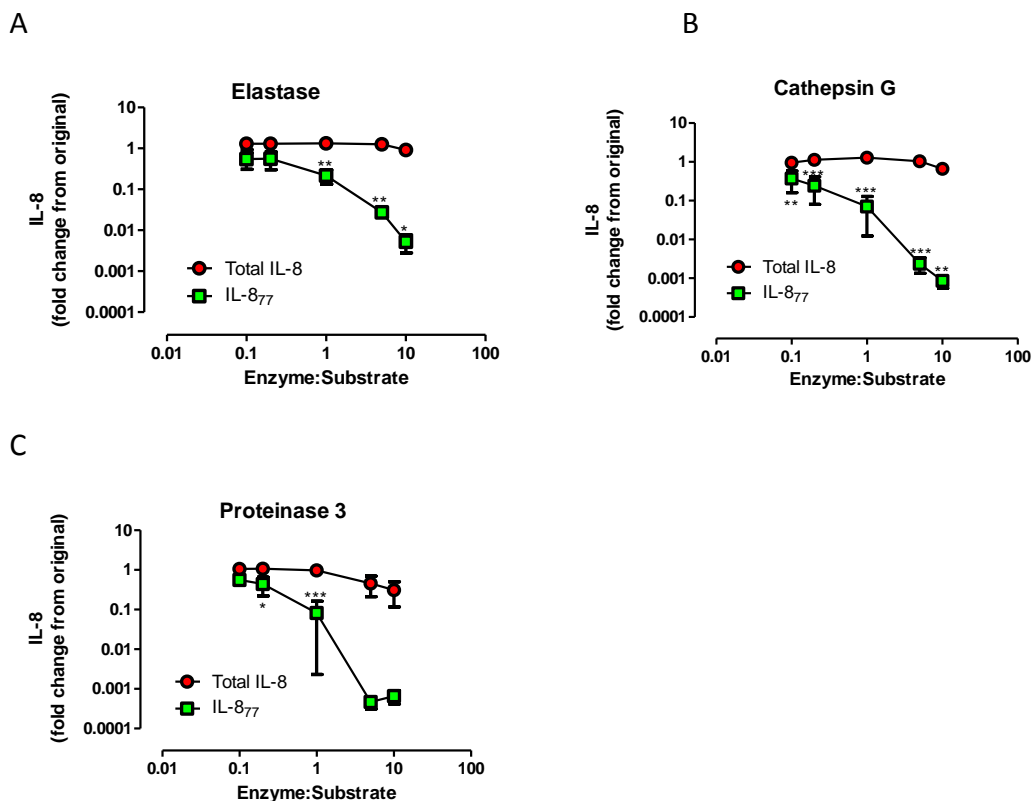 A
Elastase
IL-8
(fold change from original)
10
1
0.1
0.01
0.001
0.0001
**
**
*
Total IL-8
IL-8₇₇
0.01 0.1 1 10 100
Enzyme:Substrate
B
Cathepsin G
IL-8
(fold change from original)
10
1
0.1
0.01
0.001
0.0001
**
***
***
***
**
Total IL-8
IL-8₇₇
0.01 0.1 1 10 100
Enzyme:Substrate
C
Proteinase 3
IL-8
(fold change from original)
10
1
0.1
0.01
0.001
0.0001
*
***
Total IL-8
IL-8₇₇
0.01 0.1 1 10 100
Enzyme:Substrate